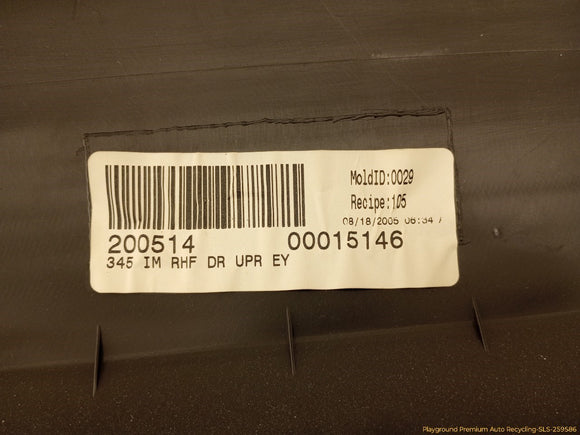 MoldID:0029
Recipe:105
08/18/2005 06:34
200514 00015146
345 IM RHF DR UPR EY
Playground Premium Auto Recycling-SLS-259586